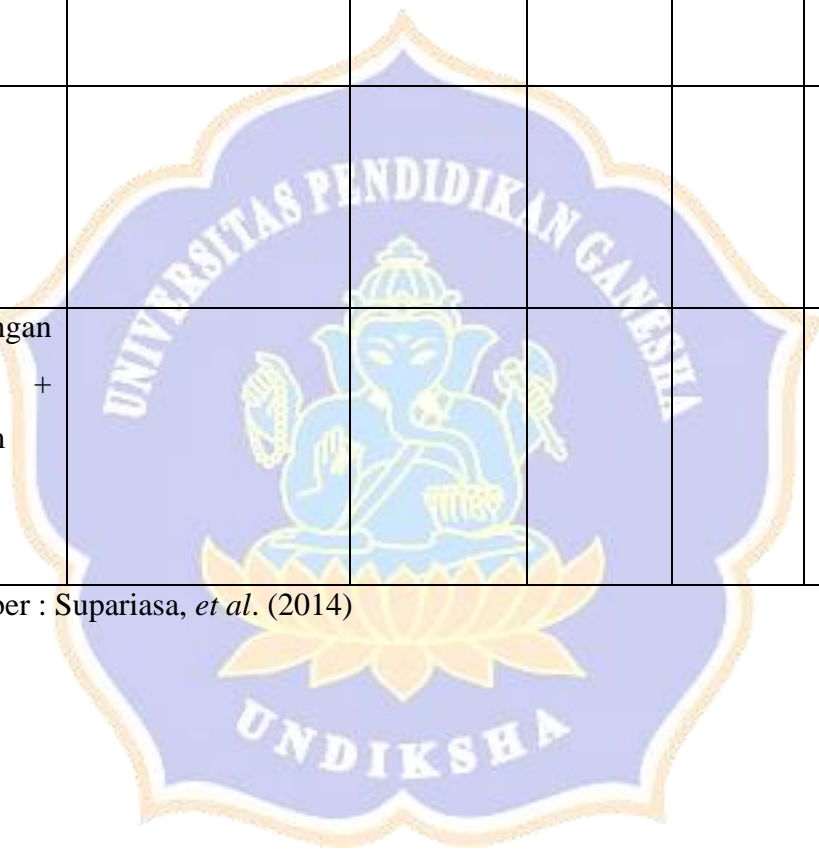 UNIVERSITAS PENDIDIKAN GANESHA
ngan
+
n
ber : Supariasa, et al. (2014)
UNDIKSHA